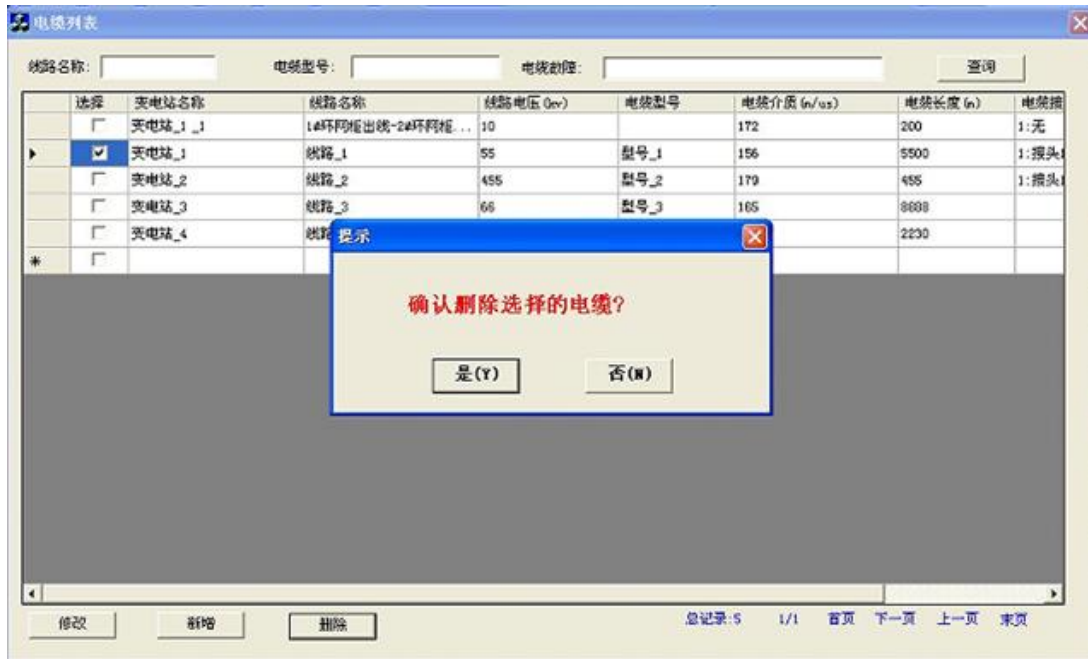 电缆列表
线路名称: 电缆型号: 电缆故障: 查询
选择 变电站名称 线路名称 线路电压(kv) 电缆型号 电缆介质(m/us) 电缆长度(m) 电缆接
变电站_1 _1 1#环网柜出线-2#环网柜... 10 172 200 1:无
变电站_1 线路_1 55 型号_1 156 5500 1:接头1
变电站_2 线路_2 455 型号_2 179 455 1:接头1
变电站_3 线路_3 66 型号_3 165 8888
变电站_4 线路 2230
*
提示
确认删除选择的电缆?
是(Y) 否(N)
修改 新增 删除 总记录:5 1/1 首页 下一页 上一页 末页